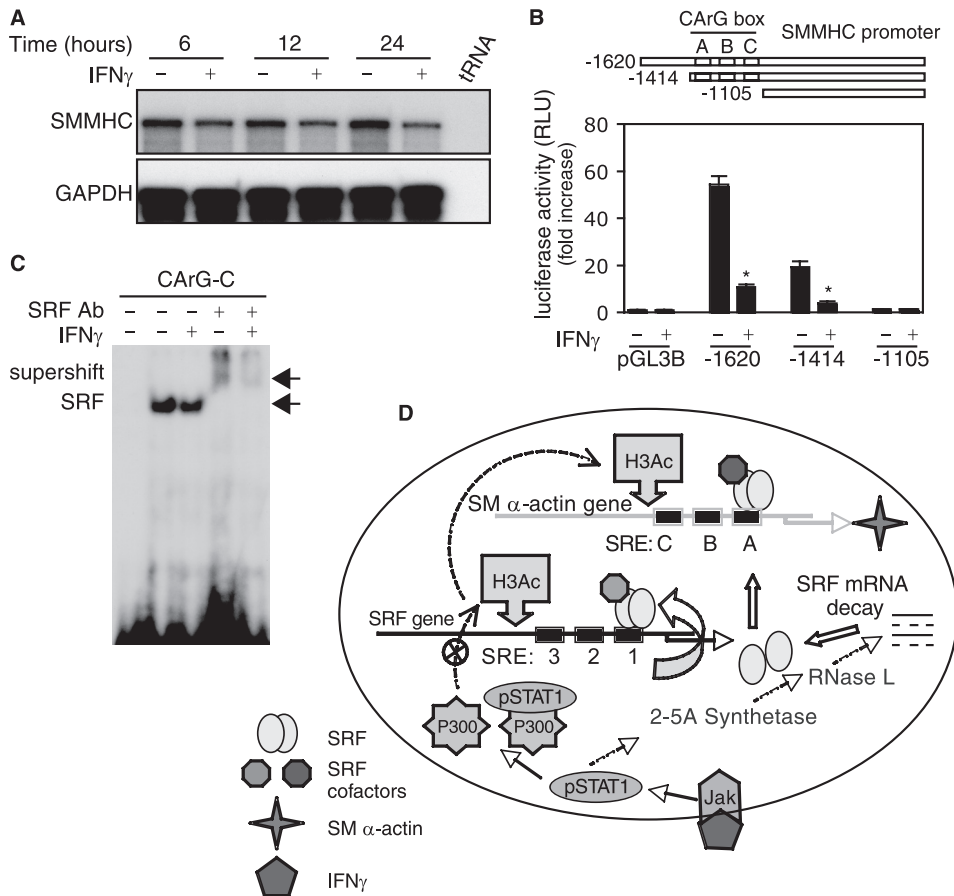 A
Time (hours) 6 12 24 tRNA
IFNγ – + – + – +
SMMHC
GAPDH
B
CArG box
A B C SMMHC promoter
-1620
-1414
-1105
luciferase activity (RLU)
(fold increase)
80
60
40
20
0
* *
IFNγ – + – + – + – +
pGL3B -1620 -1414 -1105
C
CArG-C
SRF Ab – – – + +
IFNγ – – + – +
supershift
SRF
D
H3Ac
SM α-actin gene
SRE: C B A
H3Ac
SRF gene
SRE: 3 2 1
SRF mRNA
decay
RNase L
2-5A Synthetase
pSTAT1
P300 P300
pSTAT1
Jak
SRF
SRF
cofactors
SM α-actin
IFNγ